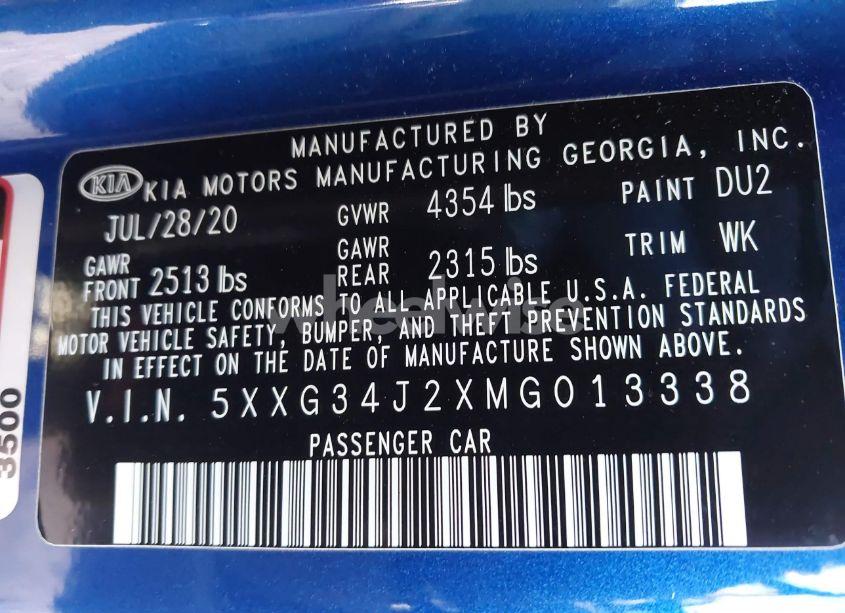 MANUFACTURED BY
KIA KIA MOTORS MANUFACTURING GEORGIA, INC.
JUL/28/20 GVWR 4354 lbs PAINT DU2
GAWR FRONT 2513 lbs GAWR REAR 2315 lbs TRIM WK
THIS VEHICLE CONFORMS TO ALL APPLICABLE U.S.A. FEDERAL
MOTOR VEHICLE SAFETY, BUMPER, AND THEFT PREVENTION STANDARDS
IN EFFECT ON THE DATE OF MANUFACTURE SHOWN ABOVE.
V.I.N. 5XXG34J2XMG013338
PASSENGER CAR
3500
wheelwise